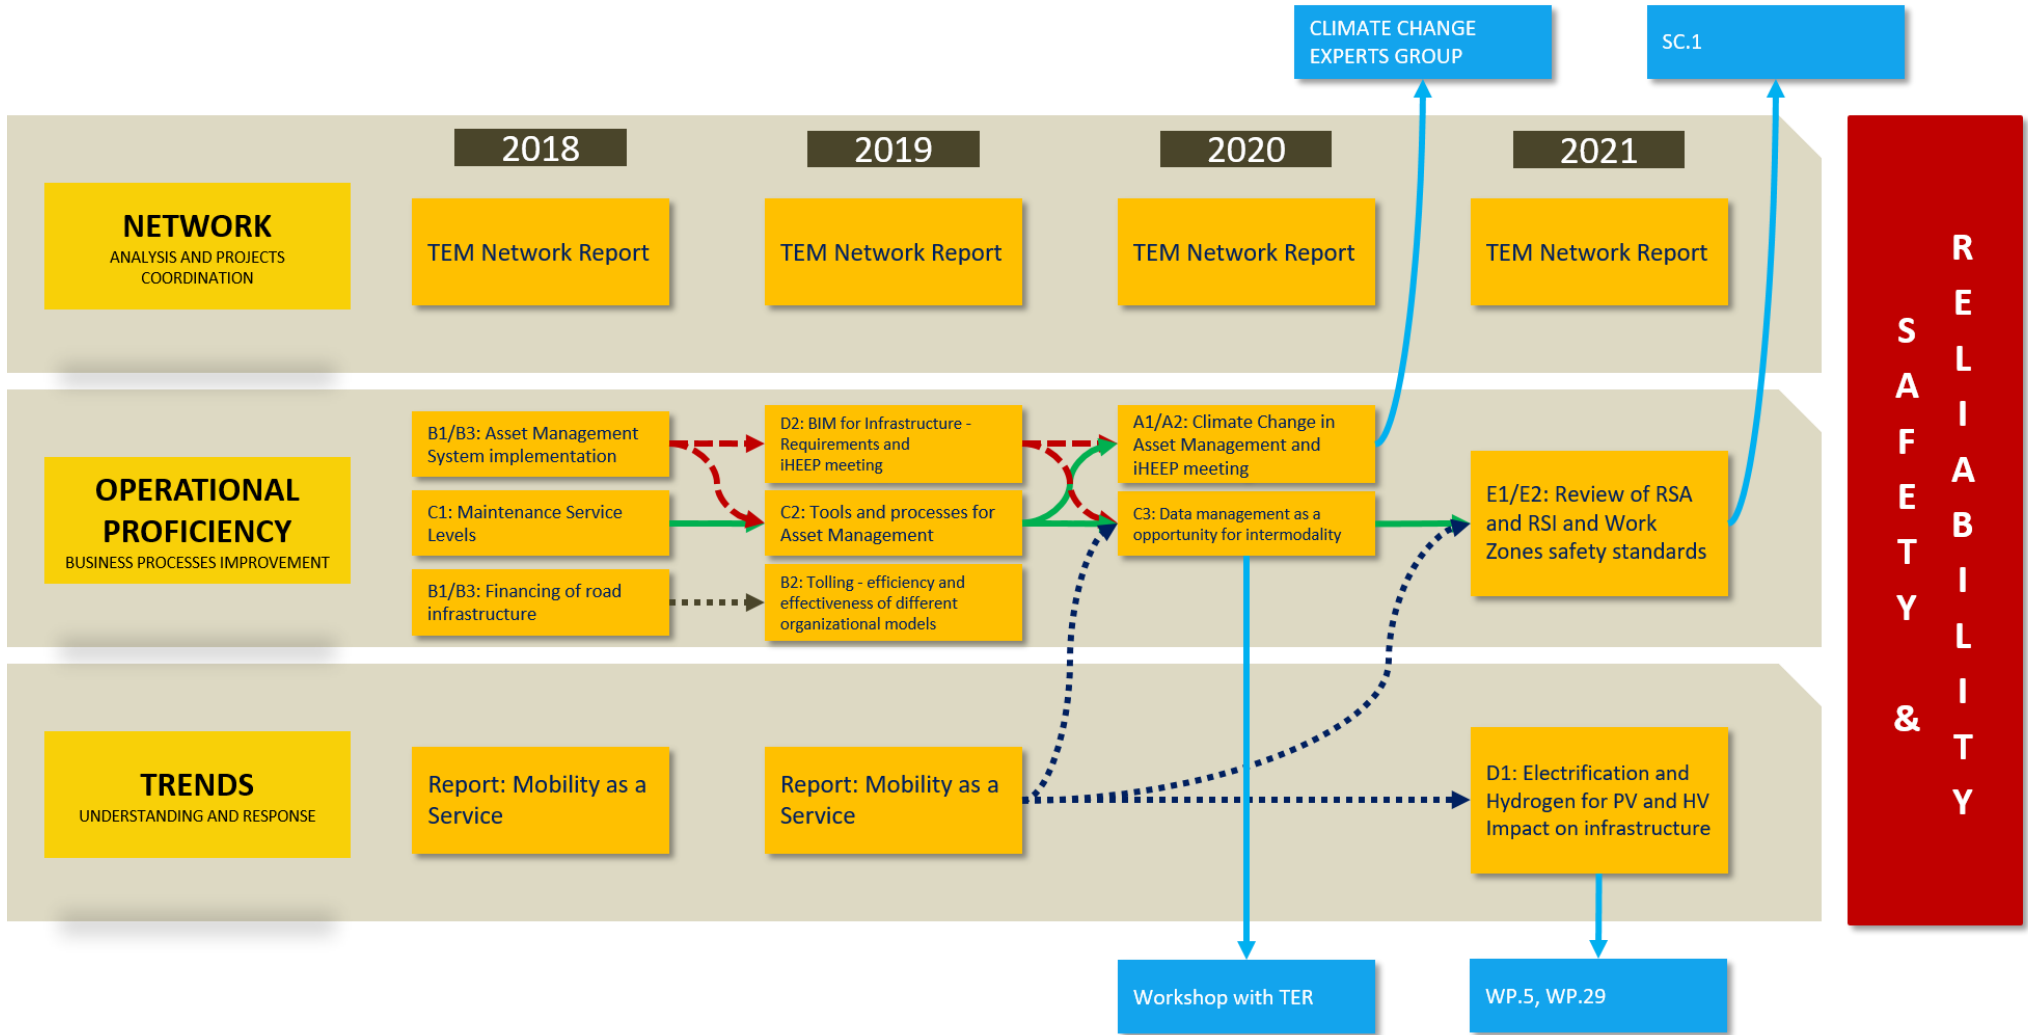 CLIMATE CHANGE
EXPERTS GROUP
SC.1
2018
2019
2020
2021
NETWORK
ANALYSIS AND PROJECTS
COORDINATION
TEM Network Report
TEM Network Report
TEM Network Report
TEM Network Report
OPERATIONAL
PROFICIENCY
BUSINESS PROCESSES IMPROVEMENT
B1/B3: Asset Management
System implementation
C1: Maintenance Service
Levels
B1/B3: Financing of road
infrastructure
D2: BIM for Infrastructure -
Requirements and
iHEEP meeting
C2: Tools and processes for
Asset Management
B2: Tolling - efficiency and
effectiveness of different
organizational models
A1/A2: Climate Change in
Asset Management and
iHEEP meeting
C3: Data management as a
opportunity for intermodality
E1/E2: Review of RSA
and RSI and Work
Zones safety standards
TRENDS
UNDERSTANDING AND RESPONSE
Report: Mobility as a
Service
Report: Mobility as a
Service
D1: Electrification and
Hydrogen for PV and HV
Impact on infrastructure
Workshop with TER
WP.5, WP.29
SAFETY &
RELIABILITY